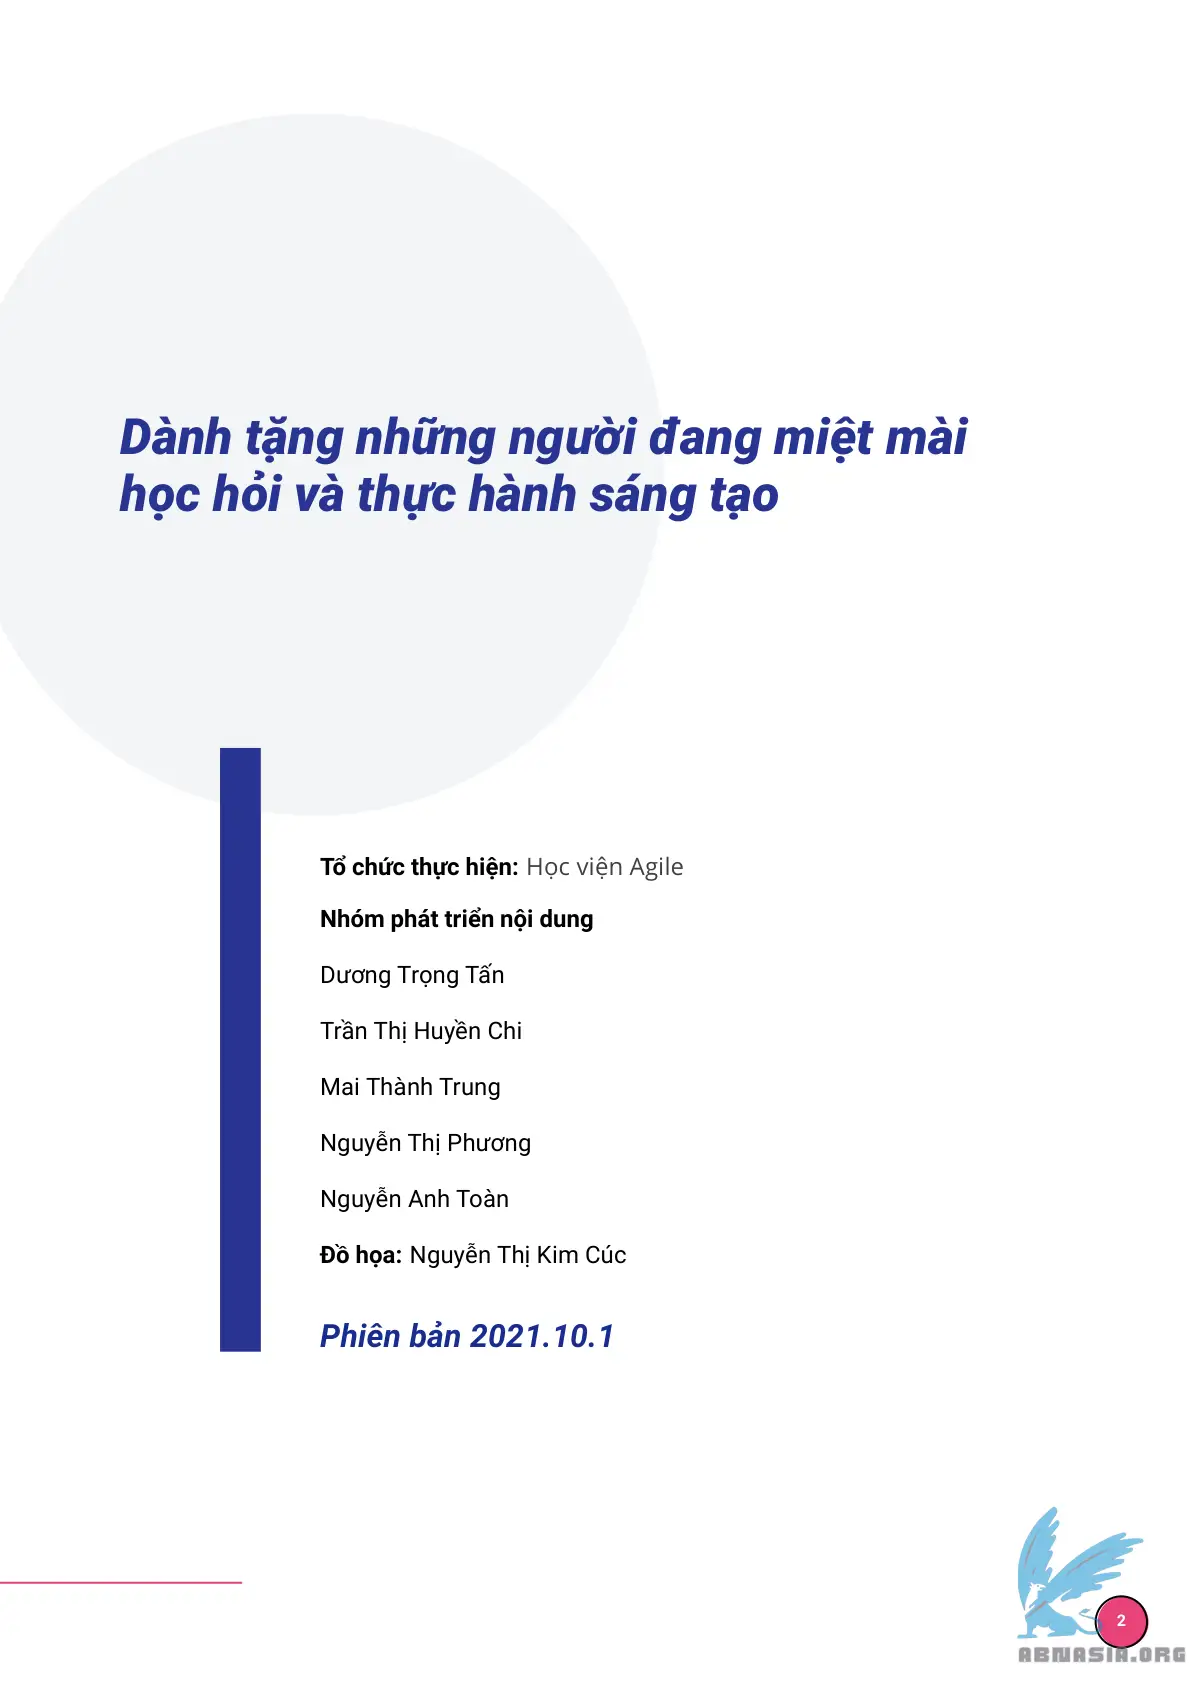 Dành tặng những người đang miệt mài
học hỏi và thực hành sáng tạo
Tổ chức thực hiện: Học viện Agile
Nhóm phát triển nội dung
Dương Trọng Tấn
Trần Thị Huyền Chi
Mai Thành Trung
Nguyễn Thị Phương
Nguyễn Anh Toàn
Đồ họa: Nguyễn Thị Kim Cúc
Phiên bản 2021.10.1
2
ABNASIA.ORG